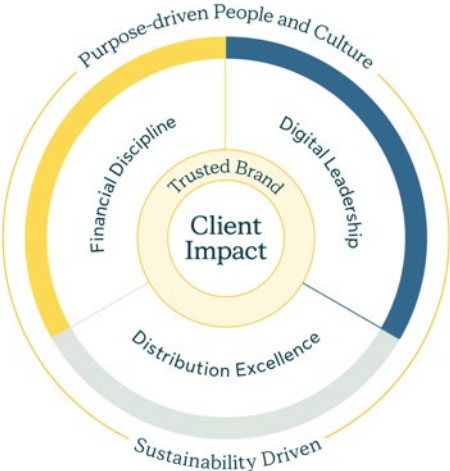 Purpose-driven People and Culture
Financial Discipline
Digital Leadership
Trusted Brand
Client
Impact
Distribution Excellence
Sustainability Driven